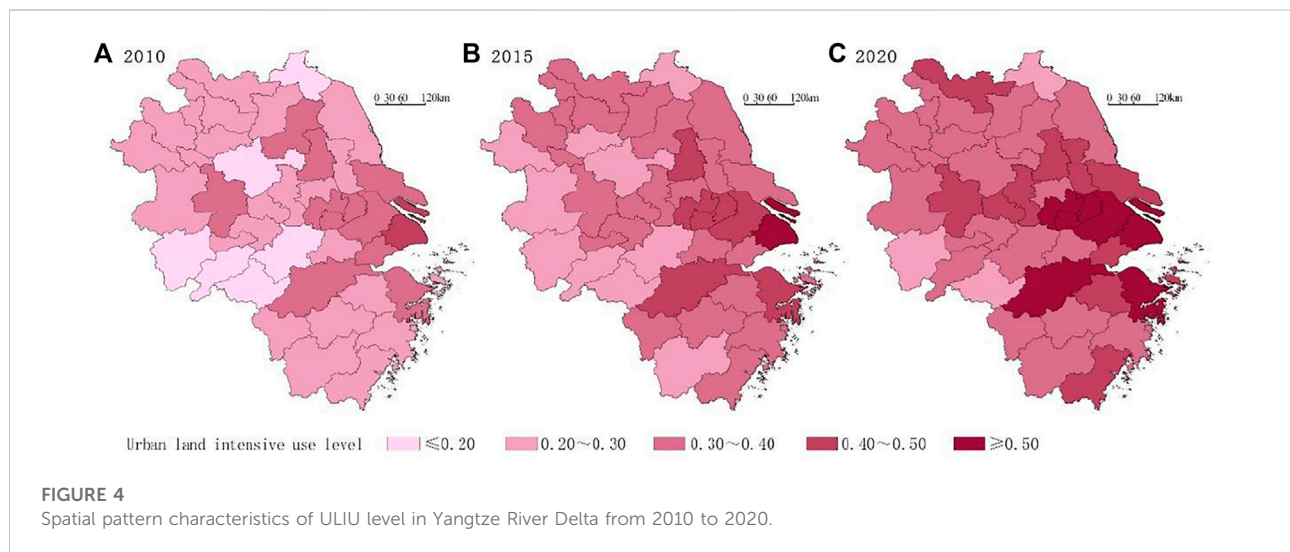 A 2010
0 30 60 120km
B 2015
0 30 60 120km
C 2020
0 30 60 120km
Urban land intensive use level ≤0.20 0.20～0.30 0.30～0.40 0.40～0.50 ≥0.50
FIGURE 4
Spatial pattern characteristics of ULIU level in Yangtze River Delta from 2010 to 2020.